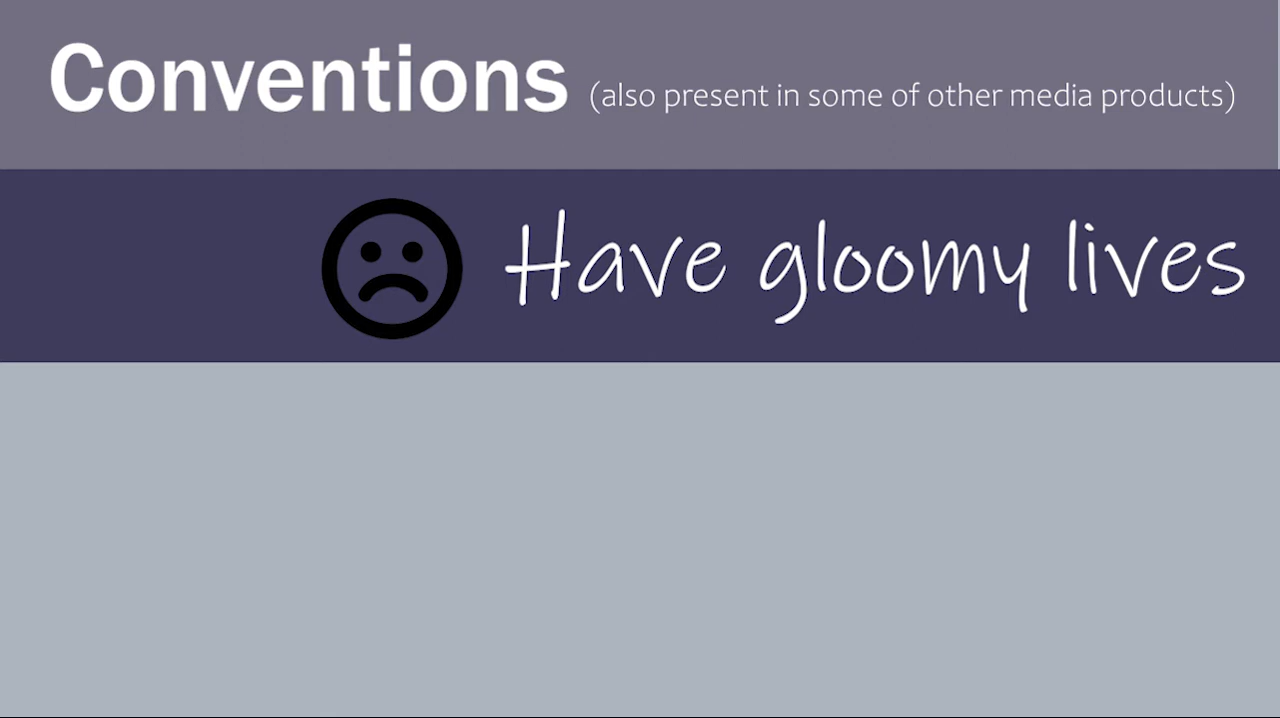 Conventions (also present in some of other media products)
Have gloomy lives